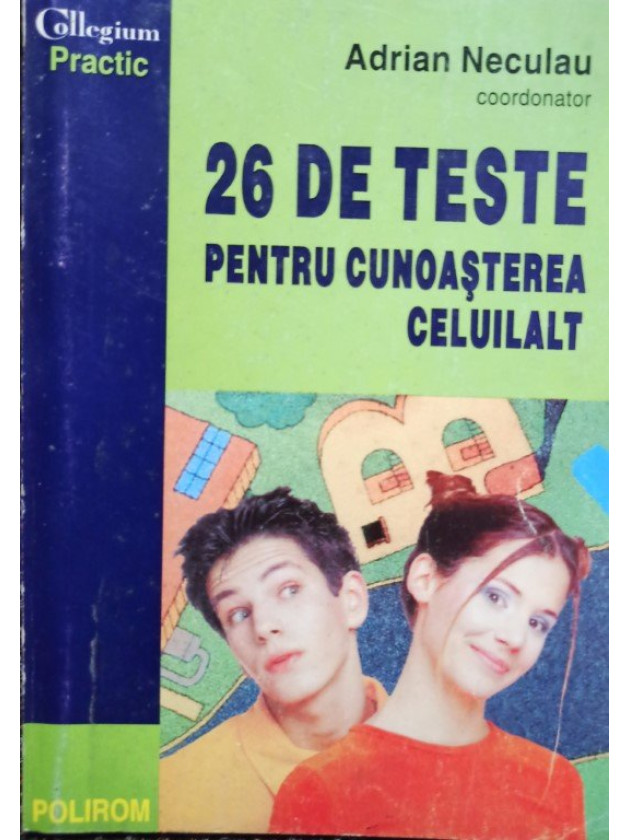 Collegium
Practic
Adrian Neculau
coordonator
26 DE TESTE
PENTRU CUNOAŞTEREA
CELUILALT
POLIROM